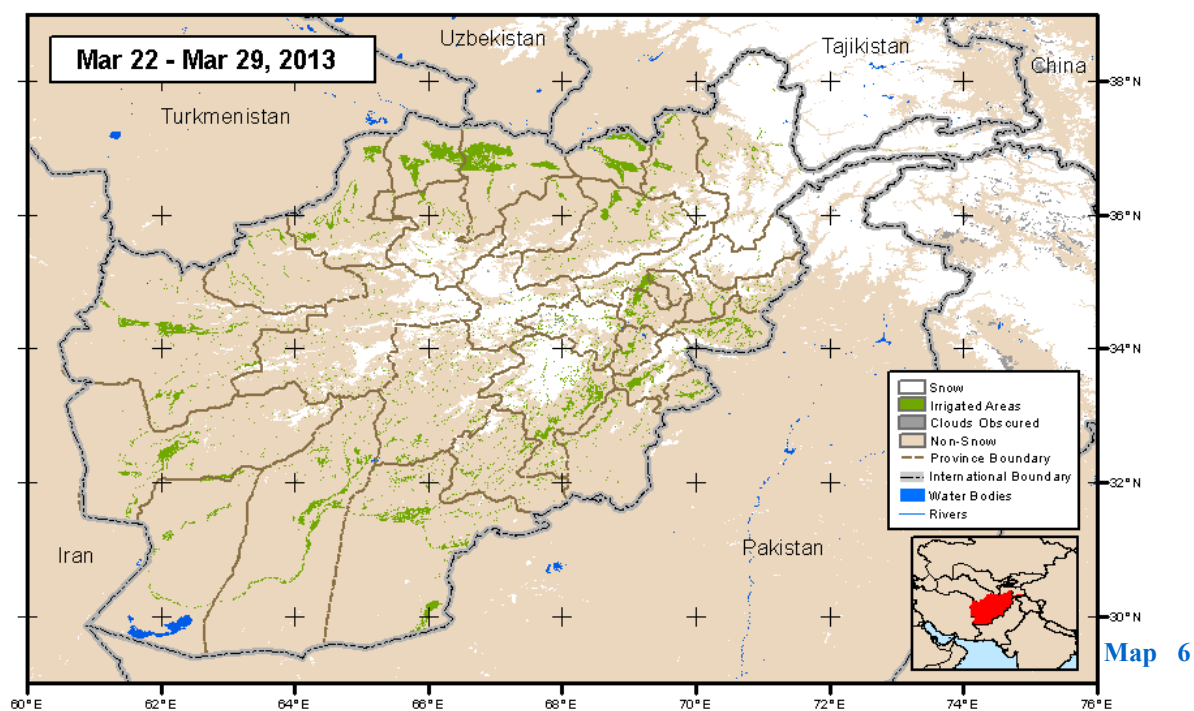 Mar 22 - Mar 29, 2013
Uzbekistan
Tajikistan
China
Turkmenistan
38° N
36° N
34° N
Snow
Irrigated Areas
Clouds Obscured
Non-Snow
Province Boundary
International Boundary
Water Bodies
Rivers
32° N
Iran
Pakistan
30° N
Map 6
60° E
62° E
64° E
66° E
68° E
70° E
72° E
74° E
76° E